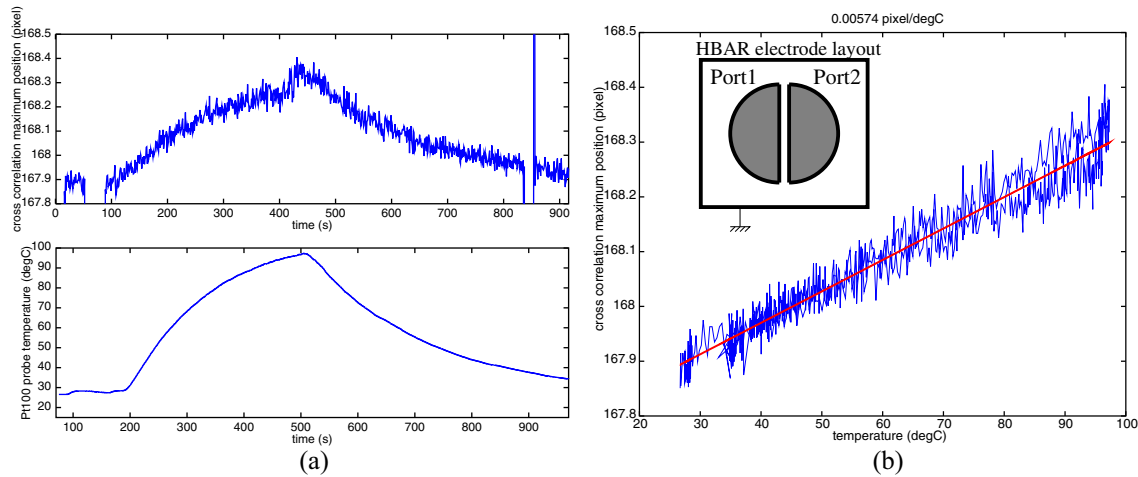 168.5
168.4
168.3
168.2
168.1
168
167.9
167.8
cross correlation maximum position (pixel)
0 100 200 300 400 500 600 700 800 900
time (s)
100
90
80
70
60
50
40
30
20
Pt100 probe temperature (degC)
100 200 300 400 500 600 700 800 900
time (s)
(a)
0.00574 pixel/degC
168.5
168.4
168.3
168.2
168.1
168
167.9
167.8
cross correlation maximum position (pixel)
HBAR electrode layout
Port1 Port2
20 30 40 50 60 70 80 90 100
temperature (degC)
(b)